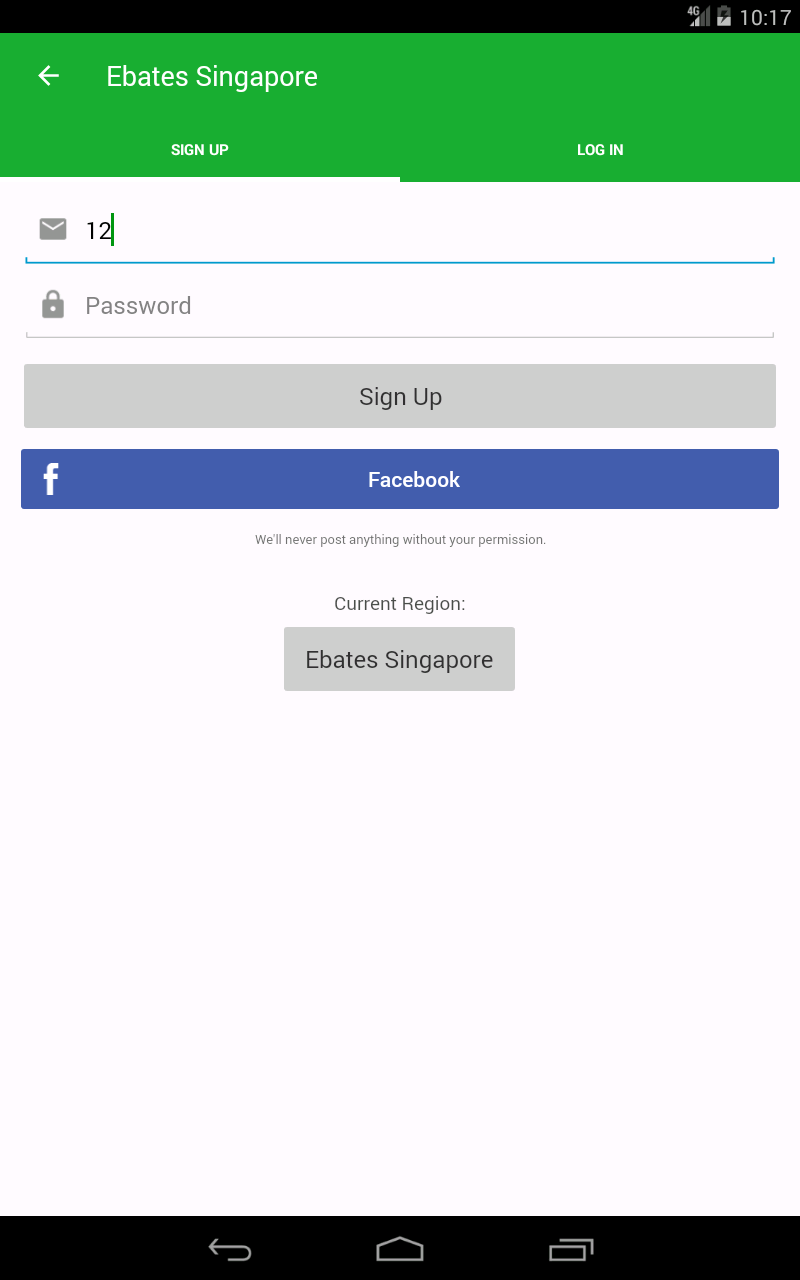 4G 10:17
Ebates Singapore
SIGN UP LOG IN
12
Password
Sign Up
f Facebook
We'll never post anything without your permission.
Current Region:
Ebates Singapore